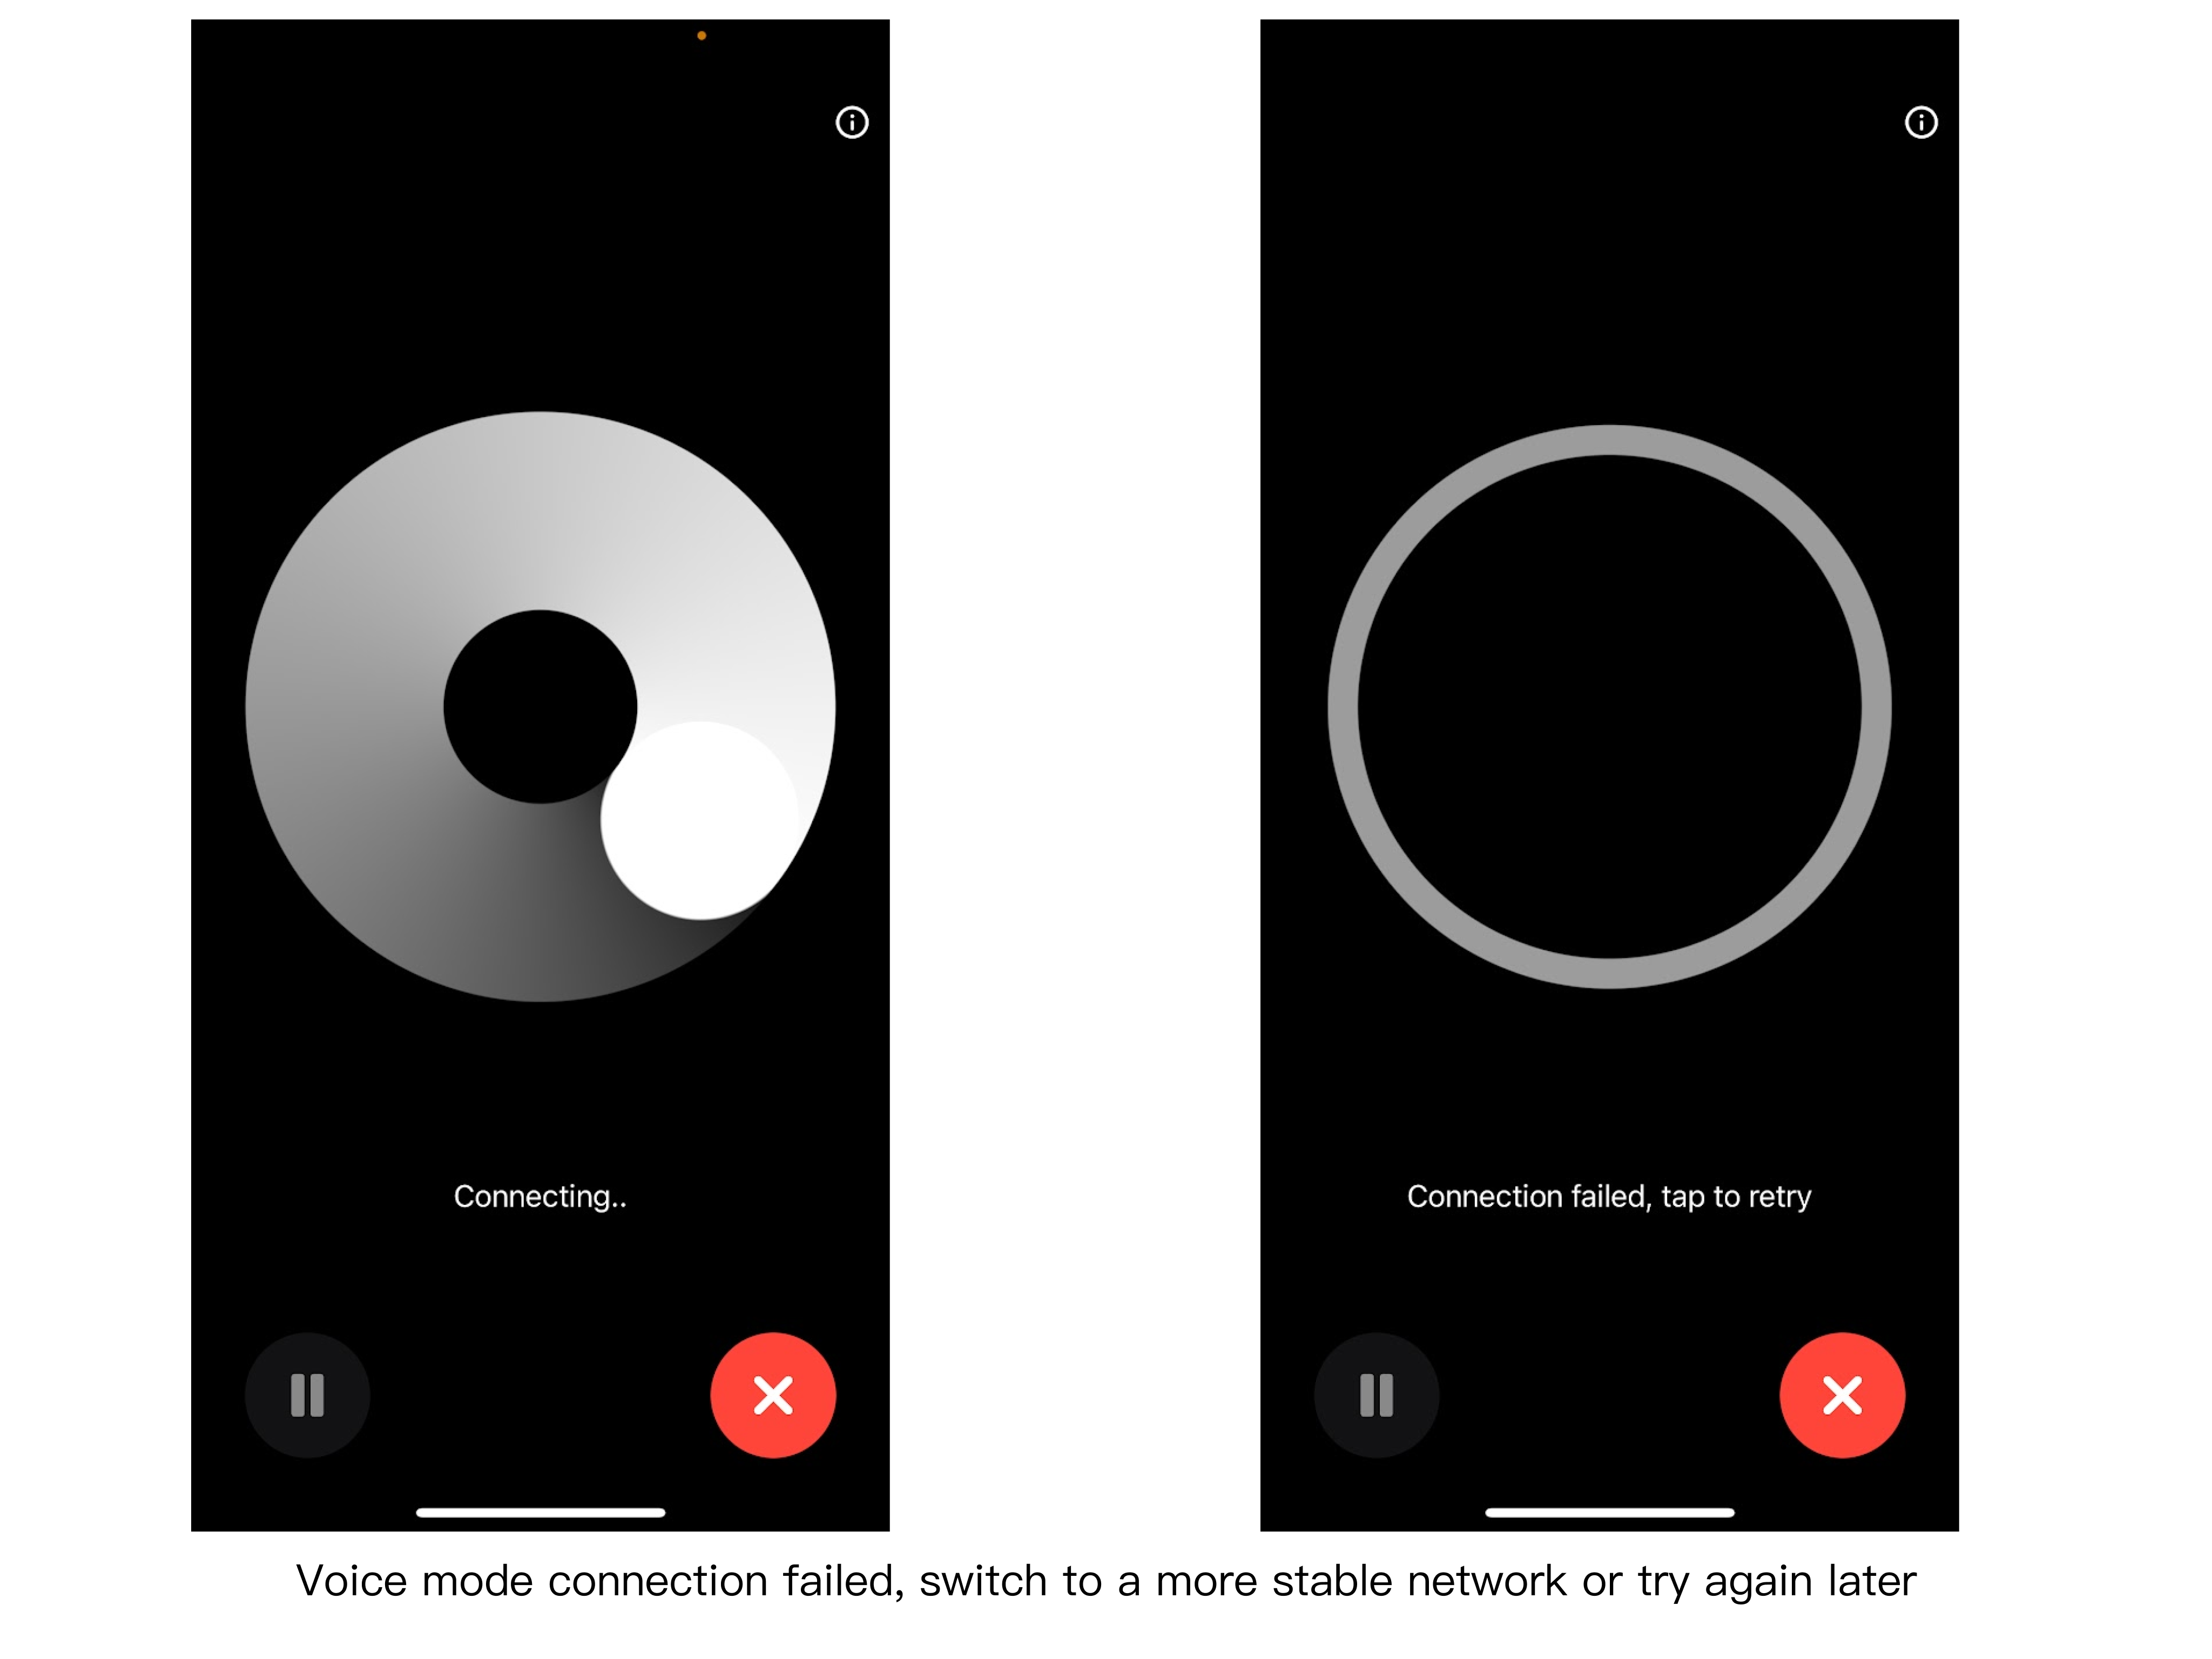 Connecting..
Connection failed, tap to retry
Voice mode connection failed, switch to a more stable network or try again later